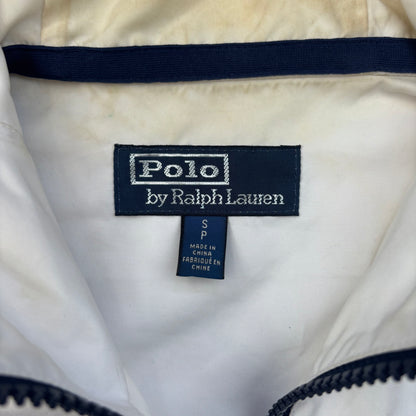 Polo
by Ralph Lauren
S
P
MADE IN
CHINA
FABRIQUÉ EN
CHINE